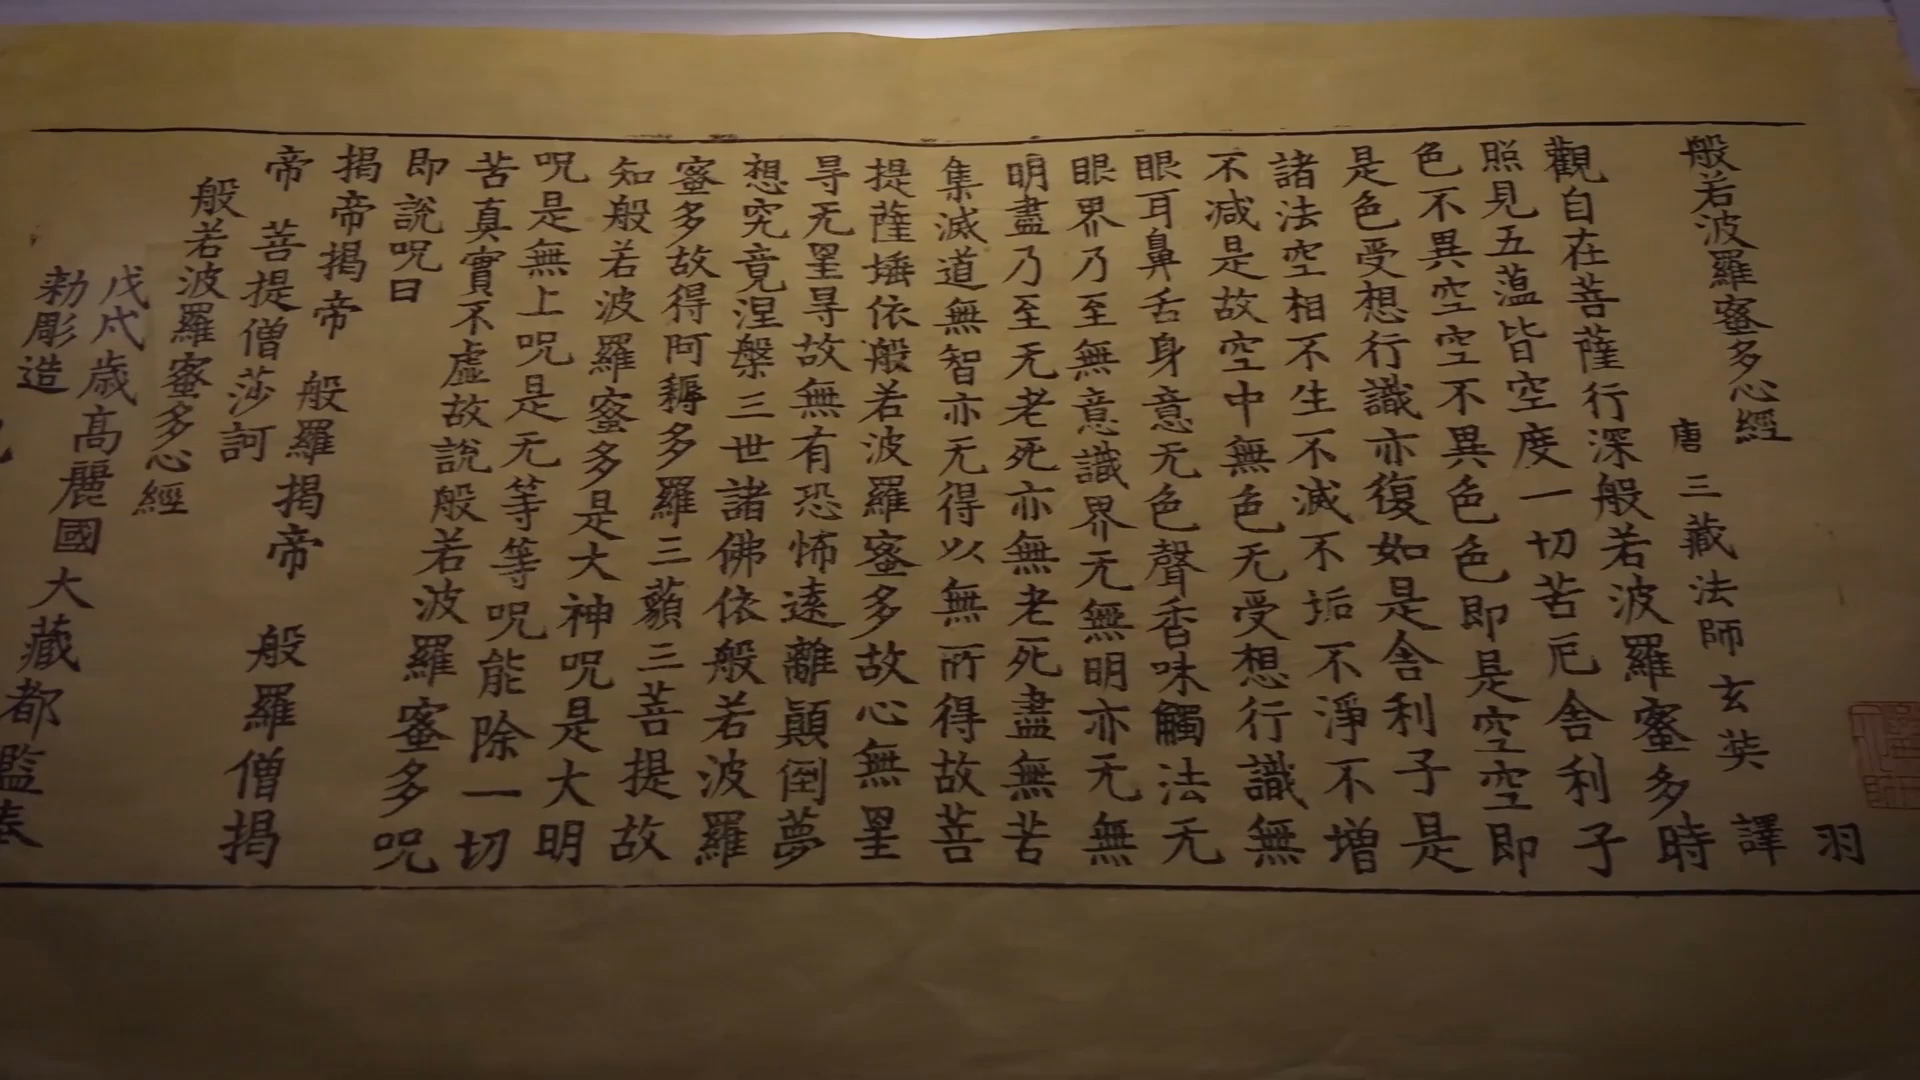 般若波羅蜜多心經 羽
唐三藏法師玄奘 譯
觀自在菩薩行深般若波羅蜜多時
照見五蕰皆空度一切苦厄舍利子
色不異空空不異色色即是空空即
是色受想行識亦復如是舍利子是
諸法空相不生不滅不垢不淨不增
不減是故空中無色无受想行識無
眼耳鼻舌身意无色聲香味觸法无
眼界乃至無意識界无無明亦无無
明盡乃至无老死亦無老死盡無苦
集滅道無智亦无得以無所得故菩
提薩埵依般若波羅蜜多故心無罣
㝵无罣㝵故無有恐怖遠離顛倒夢
想究竟涅槃三世諸佛依般若波羅
蜜多故得阿耨多羅三藐三菩提故
知般若波羅蜜多是大神呪是大明
呪是無上呪是无等等呪能除一切
苦真實不虛故說般若波羅蜜多呪
即說呪曰
揭帝揭帝 般羅揭帝 般羅僧揭
帝 菩提僧莎訶
般若波羅蜜多心經
戊戌歲高麗國大藏都監奉
勑彫造